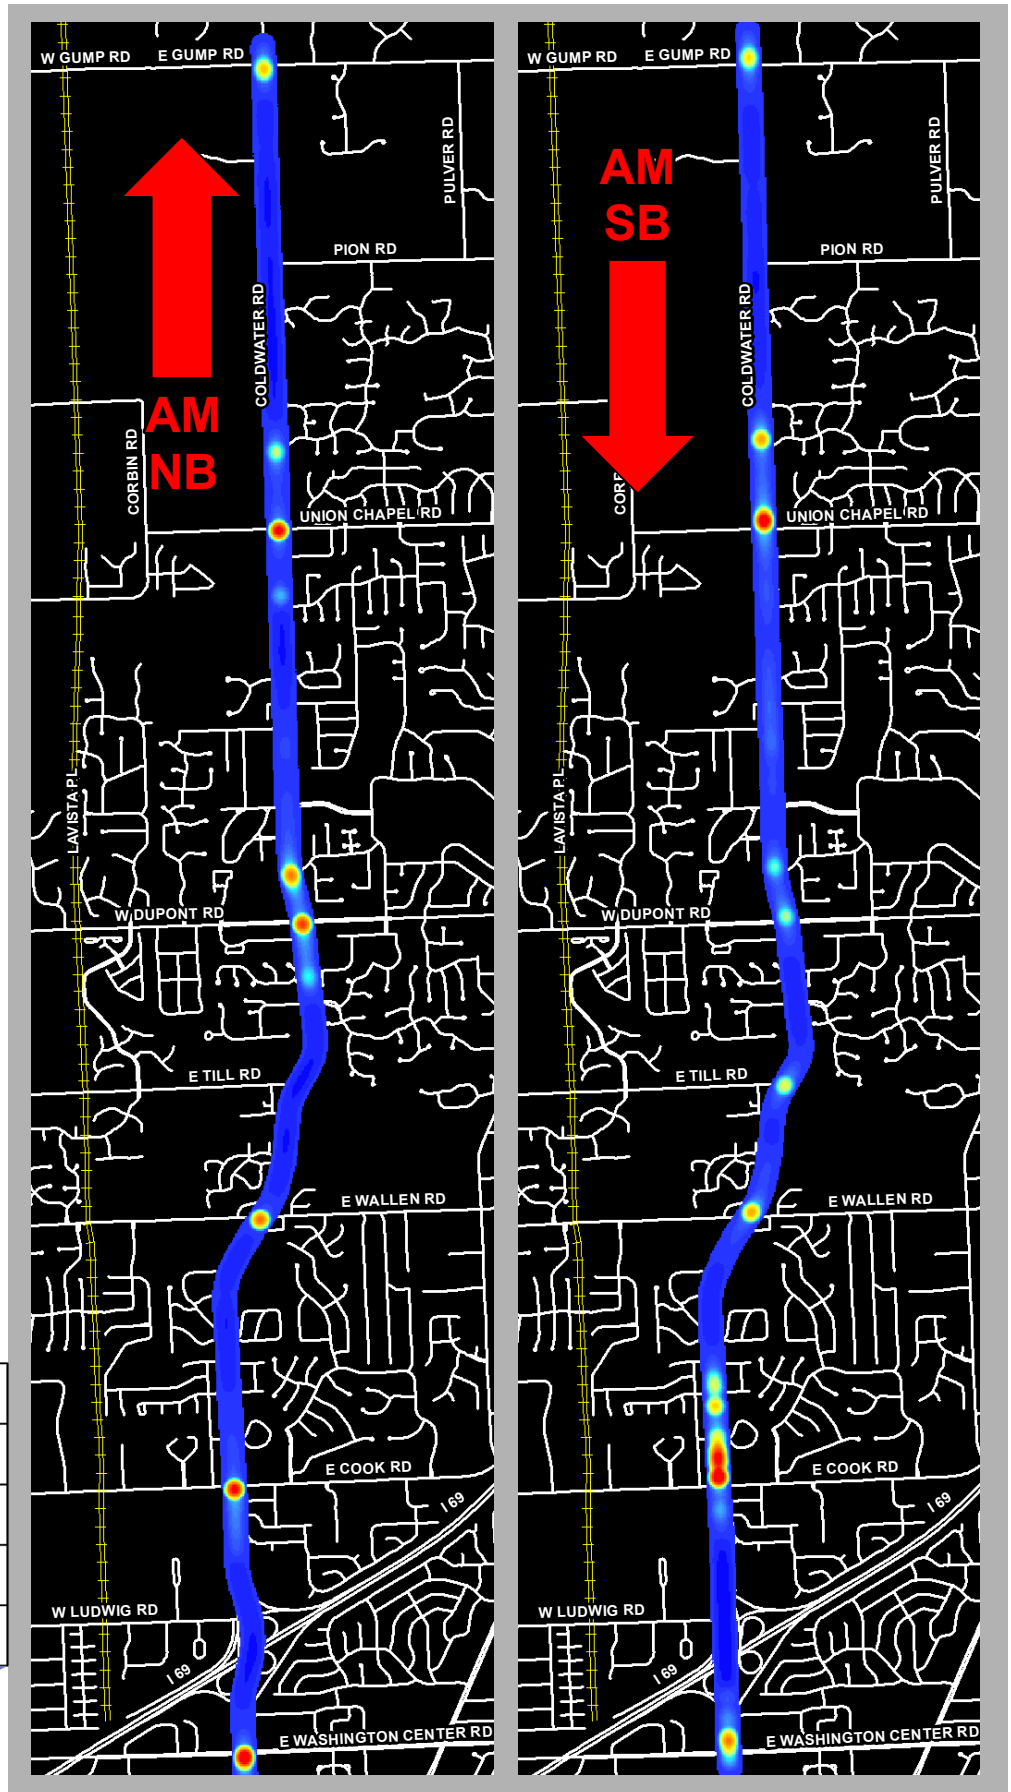 W GUMP RD
E GUMP RD
PULVER RD
PION RD
COLDWATER RD
AM
NB
CORBIN RD
UNION CHAPEL RD
LAVISTA PL
W DUPONT RD
E TILL RD
E WALLEN RD
E COOK RD
I 69
W LUDWIG RD
I 69
E WASHINGTON CENTER RD
W GUMP RD
E GUMP RD
PULVER RD
AM
SB
PION RD
COLDWATER RD
CORB
UNION CHAPEL RD
LAVISTA PL
W DUPONT RD
E TILL RD
E WALLEN RD
E COOK RD
I 69
W LUDWIG RD
I 69
E WASHINGTON CENTER RD